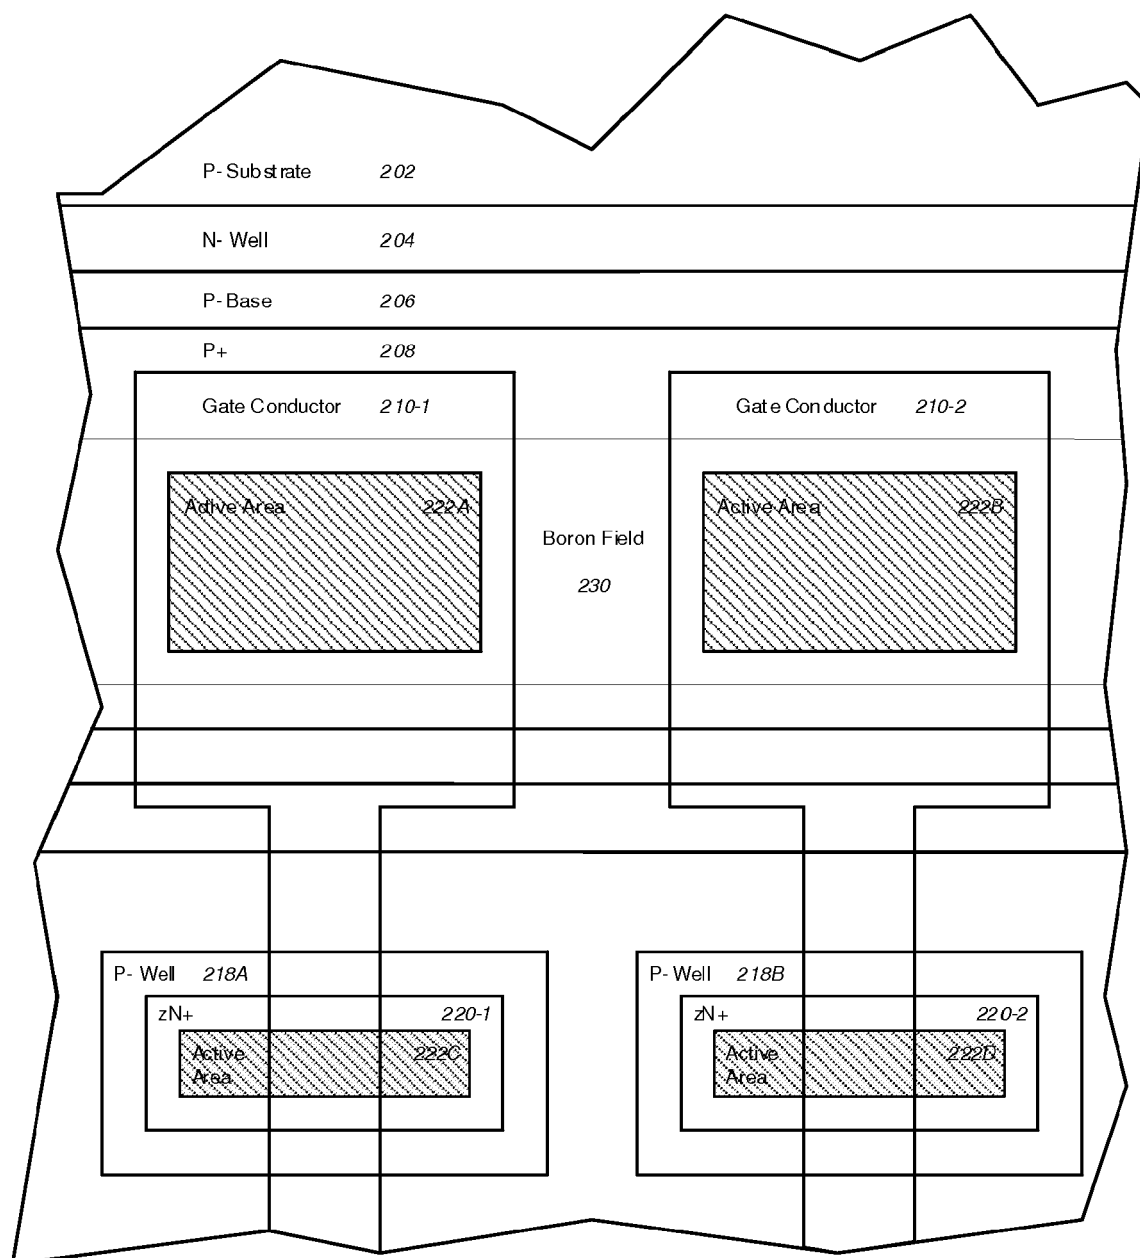 P- Substrate 202
N- Well 204
P- Base 206
P+ 208
Gate Conductor 210-1
Gate Conductor 210-2
Active Area 222A
Active Area 222B
Boron Field
230
P- Well 218A
P- Well 218B
zN+ 220-1
zN+ 220-2
Active 222C
Area
Active 222D
Area